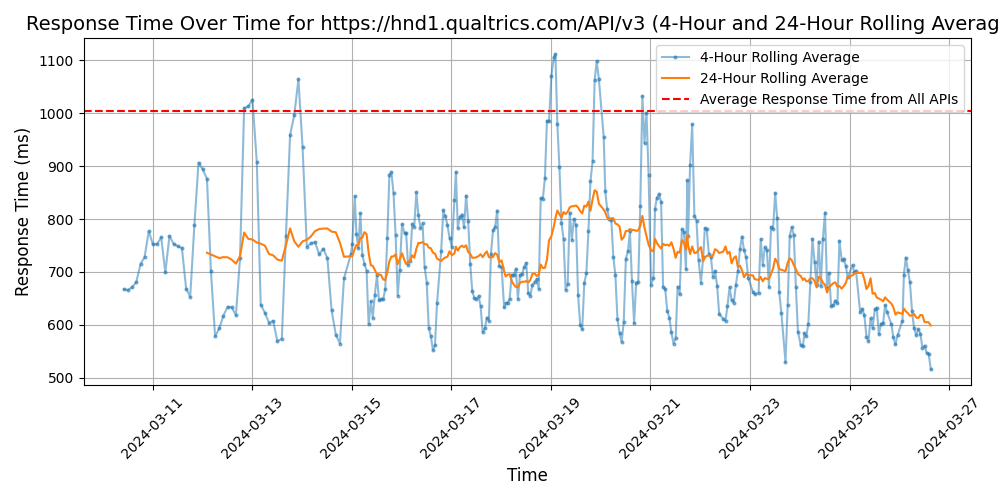 Response Time Over Time for https://hnd1.qualtrics.com/API/v3 (4-Hour and 24-Hour Rolling Averag
4-Hour Rolling Average
24-Hour Rolling Average
Average Response Time from All APIs
Response Time (ms)
1100
1000
900
800
700
600
500
2024-03-11
2024-03-13
2024-03-15
2024-03-17
2024-03-19
2024-03-21
2024-03-23
2024-03-25
2024-03-27
Time